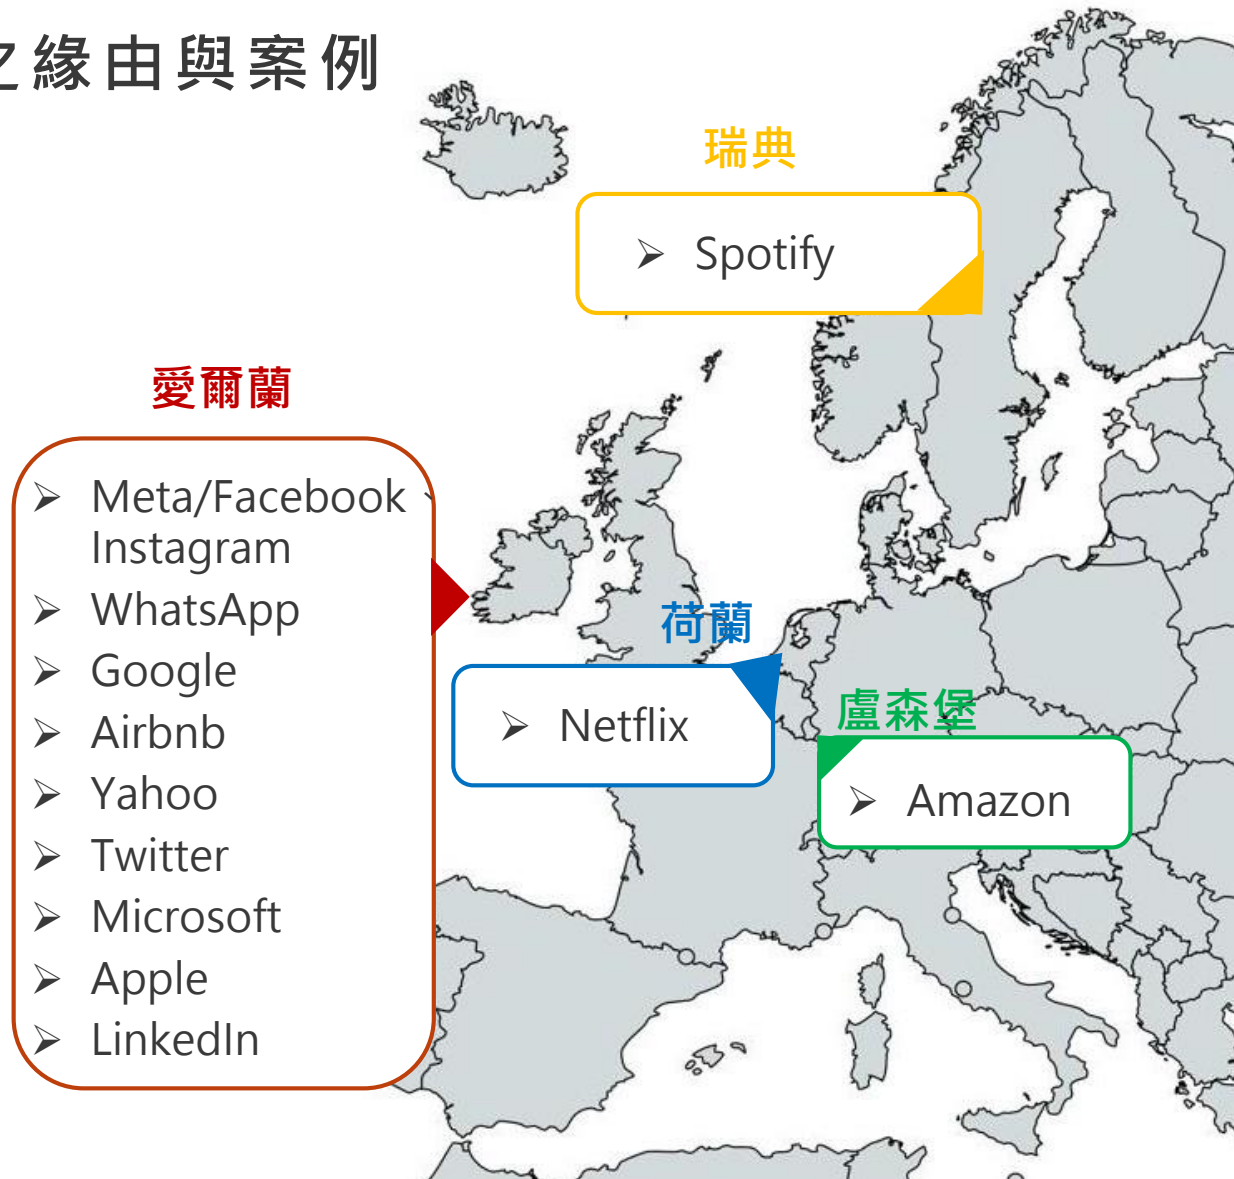 之緣由與案例
瑞典
➢ Spotify
愛爾蘭
➢ Meta/Facebook
Instagram
➢ WhatsApp
➢ Google
➢ Airbnb
➢ Yahoo
➢ Twitter
➢ Microsoft
➢ Apple
➢ LinkedIn
荷蘭
➢ Netflix
盧森堡
➢ Amazon